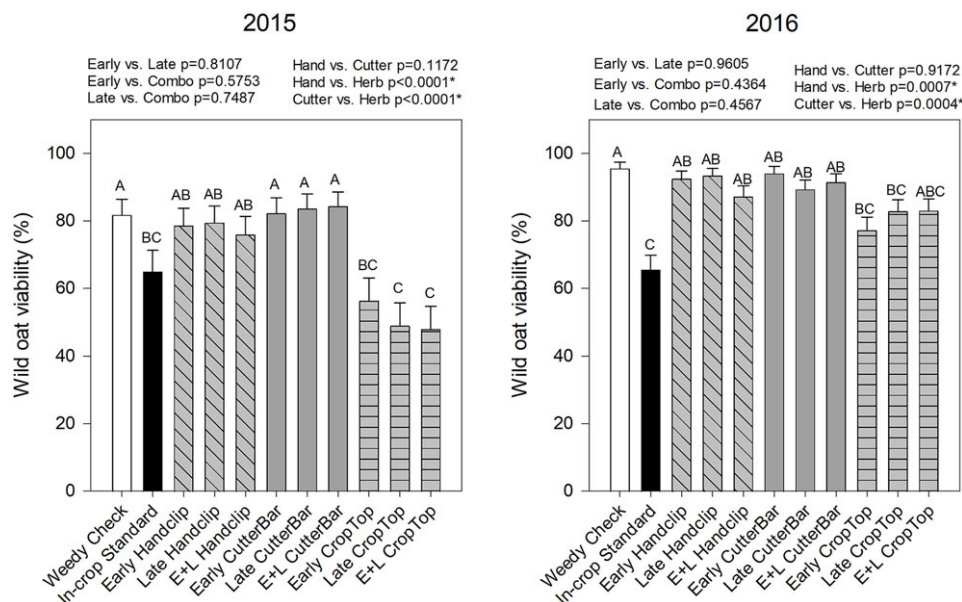 2015
Early vs. Late p=0.8107
Early vs. Combo p=0.5753
Late vs. Combo p=0.7487
Hand vs. Cutter p=0.1172
Hand vs. Herb p<0.0001*
Cutter vs. Herb p<0.0001*
Wild oat viability (%)
100
80
60
40
20
0
A
BC
AB
AB
AB
A
A
A
BC
C
C
Weedy Check
In-crop Standard
Early Handclip
Late Handclip
E+L Handclip
Early CutterBar
Late CutterBar
E+L CutterBar
Early CropTop
Late CropTop
E+L CropTop
2016
Early vs. Late p=0.9605
Early vs. Combo p=0.4364
Late vs. Combo p=0.4567
Hand vs. Cutter p=0.9172
Hand vs. Herb p=0.0007*
Cutter vs. Herb p=0.0004*
Wild oat viability (%)
100
80
60
40
20
0
A
C
AB
AB
AB
AB
AB
AB
BC
BC
ABC
Weedy Check
In-crop Standard
Early Handclip
Late Handclip
E+L Handclip
Early CutterBar
Late CutterBar
E+L CutterBar
Early CropTop
Late CropTop
E+L CropTop